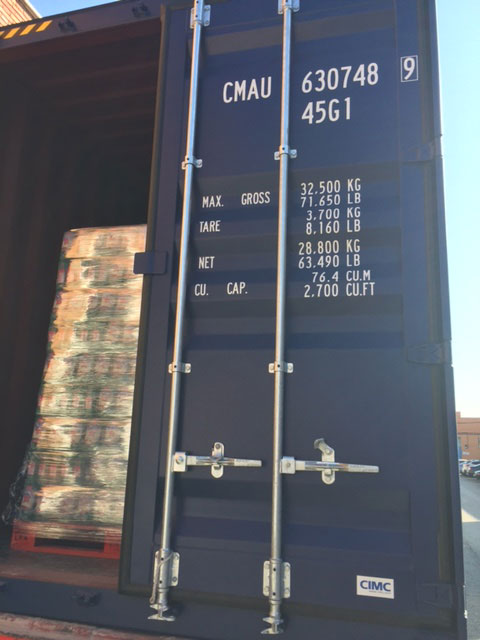 CMAU 630748 9
45G1
MAX. GROSS 32.500 KG
71.650 LB
TARE 3.700 KG
8.160 LB
NET 28.800 KG
63.490 LB
CU. CAP. 76.4 CU.M
2.700 CU.FT
CIMC